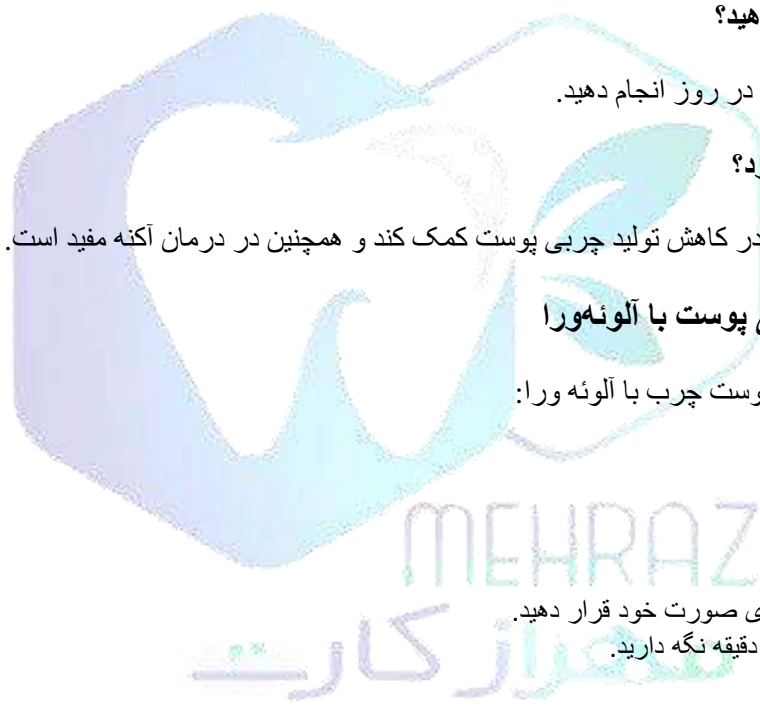 هید؟
در روز انجام دهید.
د؟
در کاهش تولید چربی پوست کمک کند و همچنین در درمان آکنه مفید است.
پوست با آلوئه‌ورا
وست چرب با آلوئه ورا:
MEHRAZ
ی صورت خود قرار دهید.
دقیقه نگه دارید.
مهراز کارت